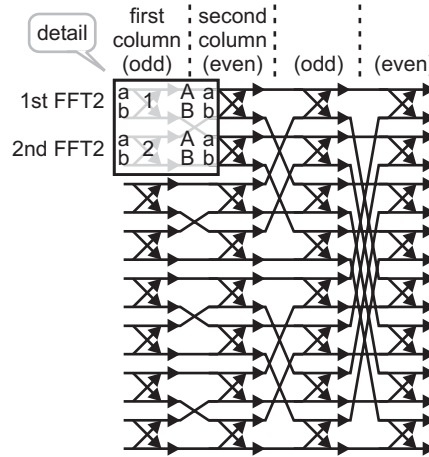 detail
first
column
(odd)
second
column
(even)
(odd)
(even)
1st FFT2
2nd FFT2
a 1 A a
b B b
a 2 A a
b B b